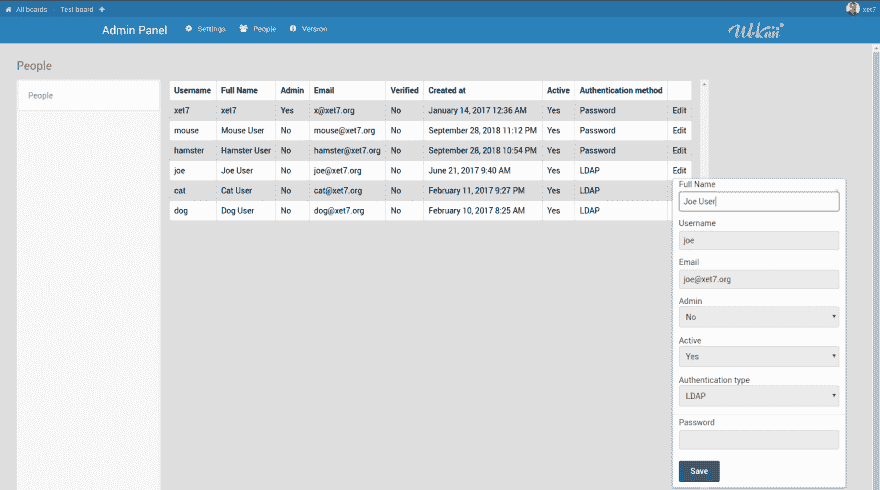 All boards Test board xet7
Admin Panel Settings People Version Wekan
People
People
Username Full Name Admin Email Verified Created at Active Authentication method
xet7 xet7 Yes x@xet7.org No January 14, 2017 12:36 AM Yes Password Edit
mouse Mouse User No mouse@xet7.org No September 28, 2018 11:12 PM Yes Password Edit
hamster Hamster User No hamster@xet7.org No September 28, 2018 10:54 PM Yes Password Edit
joe Joe User No joe@xet7.org No June 21, 2017 9:40 AM Yes LDAP Edit
cat Cat User No cat@xet7.org No February 11, 2017 9:27 PM Yes LDAP
dog Dog User No dog@xet7.org No February 10, 2017 8:25 AM Yes LDAP
Full Name
Joe User
Username
joe
Email
joe@xet7.org
Admin
No
Active
Yes
Authentication type
LDAP
Password
Save